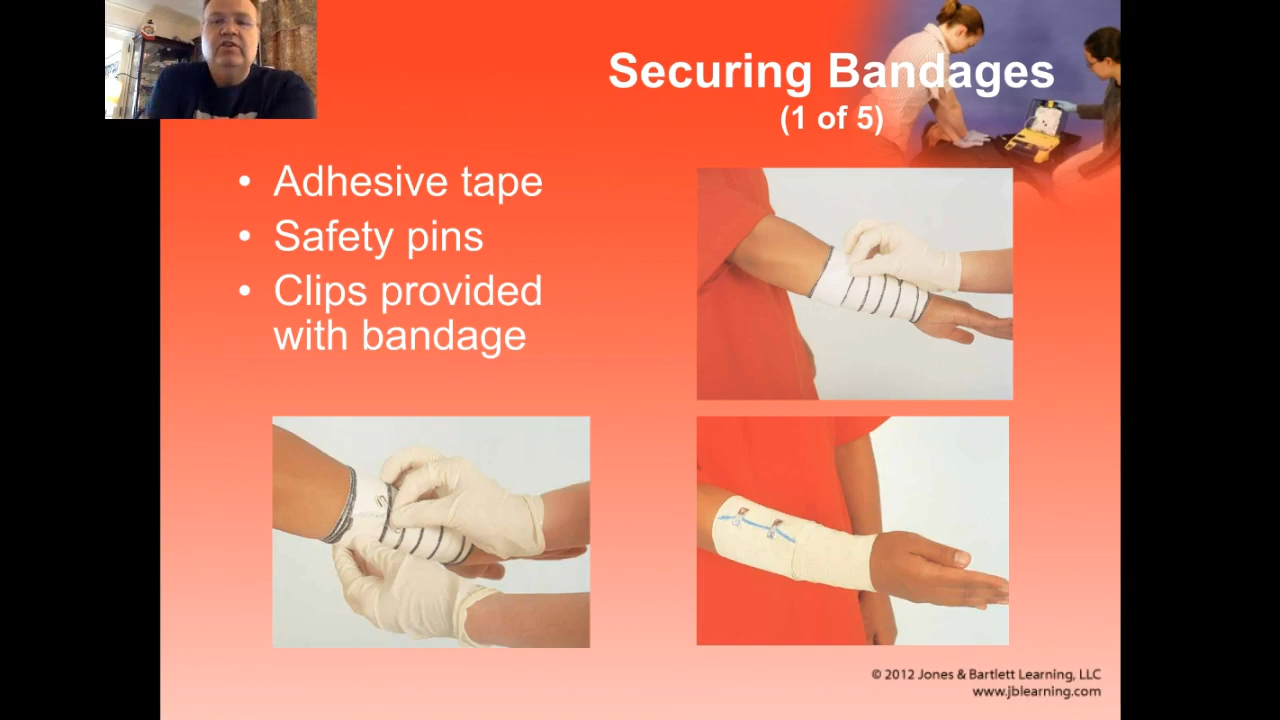 Securing Bandages
(1 of 5)
• Adhesive tape
• Safety pins
• Clips provided
with bandage
© 2012 Jones & Bartlett Learning, LLC
www.jblearning.com